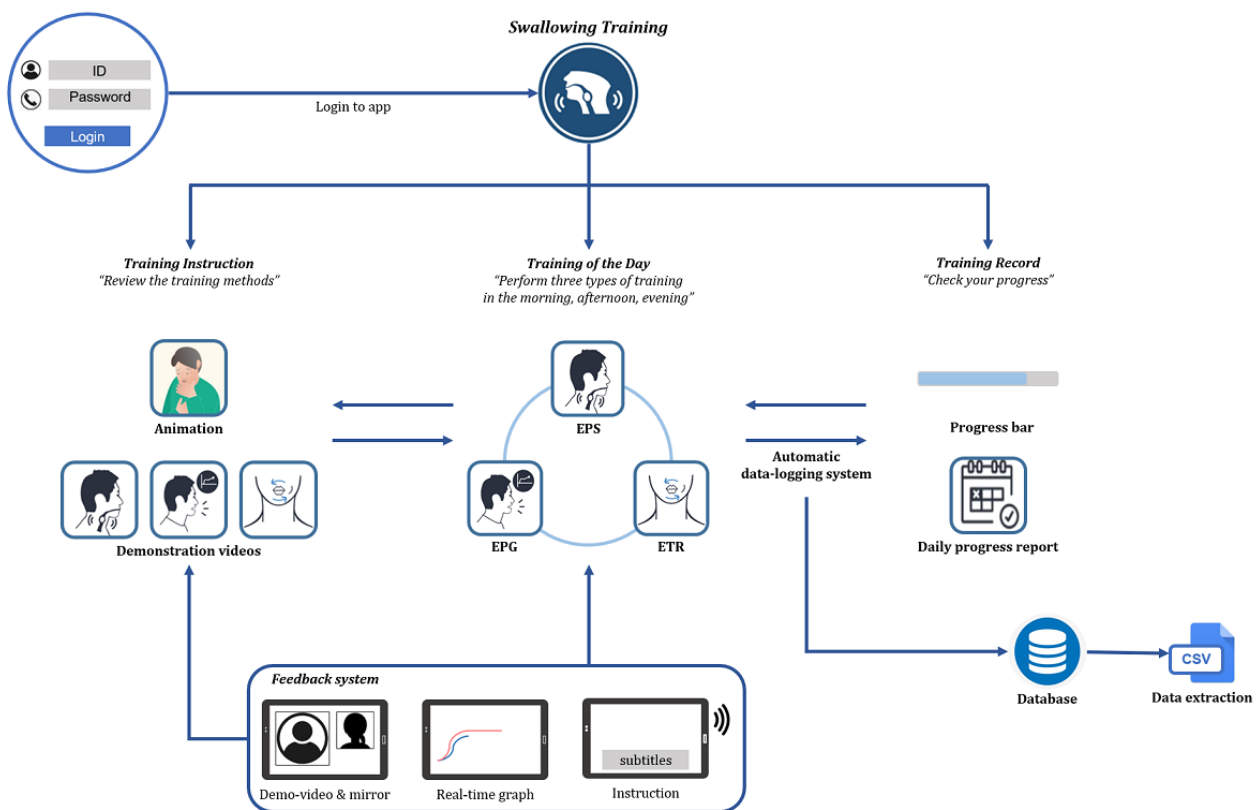 Swallowing Training
ID
Password
Login
Login to app
Training Instruction
“Review the training methods”
Training of the Day
“Perform three types of training
in the morning, afternoon, evening”
Training Record
“Check your progress”
Animation
Demonstration videos
EPS
EPG
ETR
Automatic
data-logging system
Progress bar
Daily progress report
Database
CSV
Data extraction
Feedback system
Demo-video & mirror
Real-time graph
subtitles
Instruction